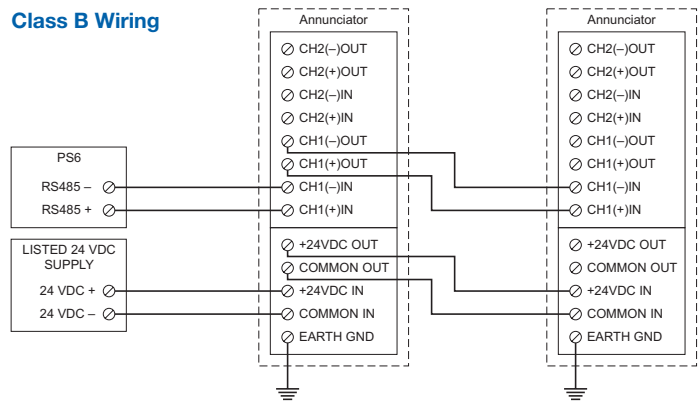 Class B Wiring
Annunciator
CH2(–)OUT
CH2(+)OUT
CH2(–)IN
CH2(+)IN
CH1(–)OUT
CH1(+)OUT
CH1(–)IN
CH1(+)IN
+24VDC OUT
COMMON OUT
+24VDC IN
COMMON IN
EARTH GND
PS6
RS485 –
RS485 +
LISTED 24 VDC
SUPPLY
24 VDC +
24 VDC –
Annunciator
CH2(–)OUT
CH2(+)OUT
CH2(–)IN
CH2(+)IN
CH1(–)OUT
CH1(+)OUT
CH1(–)IN
CH1(+)IN
+24VDC OUT
COMMON OUT
+24VDC IN
COMMON IN
EARTH GND